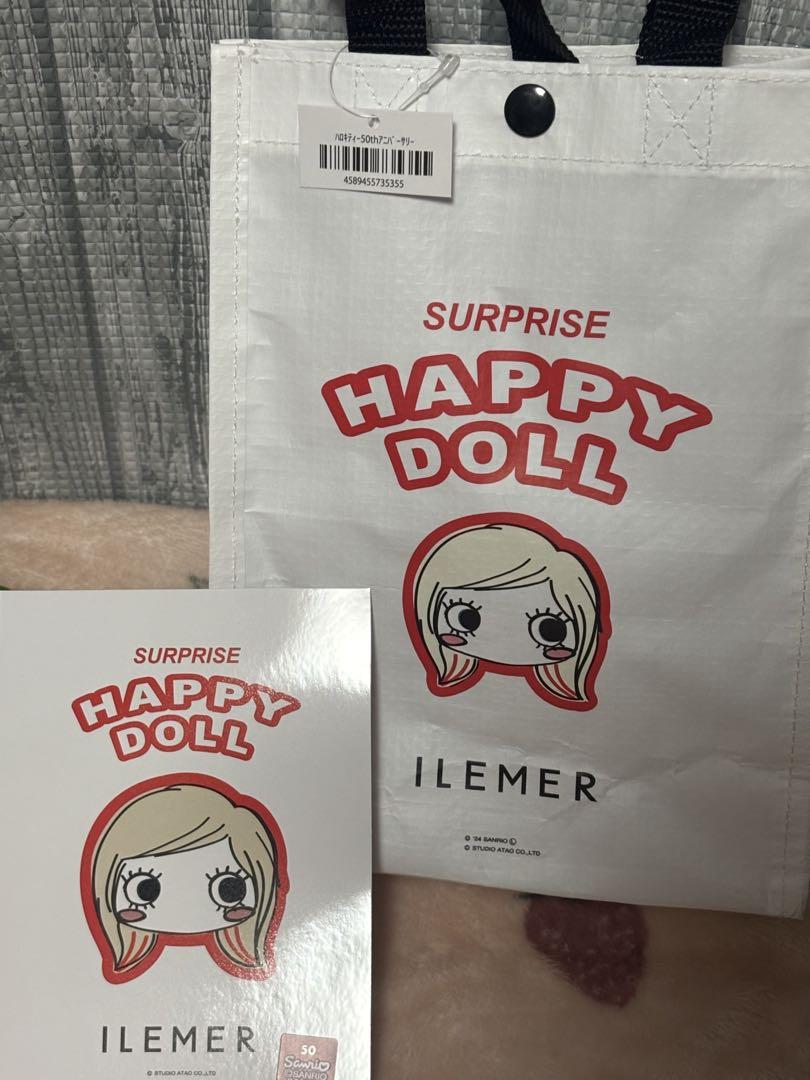 ﾊﾛｷﾃｨｰ50thｱﾆﾊﾞｰｻﾘｰ
4589455735355
SURPRISE
HAPPY
DOLL
ILEMER
© '24 SANRIO Ⓛ
© STUDIO ATAO CO.,LTD
SURPRISE
HAPPY
DOLL
ILEMER
© STUDIO ATAO CO.,LTD
50
Sanrio
©SANRIO